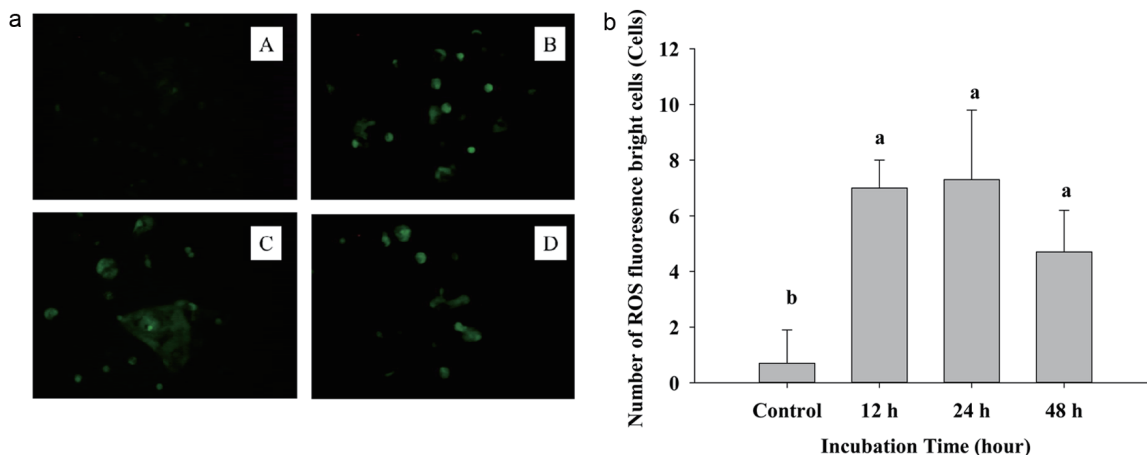 a
A
B
C
D
b
Number of ROS fluoresence bright cells (Cells)
12
10
8
6
4
2
0
b
a
a
a
Control 12 h 24 h 48 h
Incubation Time (hour)